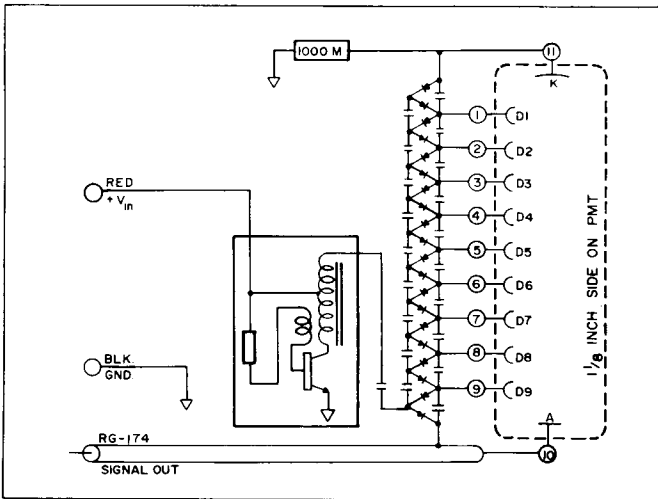 1000 M
11
K
1
D1
2
D2
3
D3
RED
+ Vin
4
D4
5
D5
6
D6
7
D7
8
D8
BLK.
GND.
9
D9
1 1/8 INCH SIDE ON PMT
A
RG-174
10
SIGNAL OUT